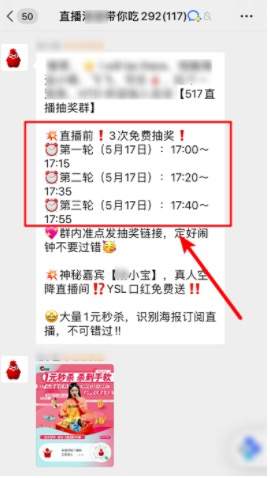 50
直播 带你吃 292(117)
【517直
播抽奖群】
💥直播前❗3次免费抽奖❗
⏰第一轮（5月17日）：17:00～
17:15
⏰第二轮（5月17日）：17:20～
17:35
⏰第三轮（5月17日）：17:40～
17:55
💖群内准点发抽奖链接，定好闹
钟不要过错🥳
💥神秘嘉宾【 小宝】，真人空
降直播间⁉️YSL口红免费送‼️
🤩大量1元秒杀，识别海报订阅直
播，不可错过‼️
1元秒杀 杀到手软